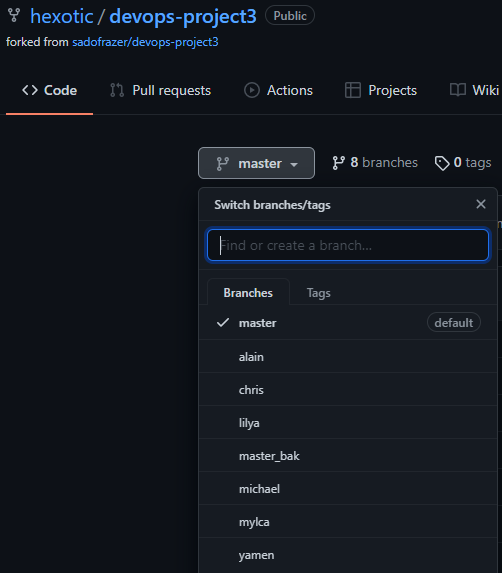 hexotic / devops-project3 Public
forked from sadofrazer/devops-project3
Code Pull requests Actions Projects Wiki
master 8 branches 0 tags
Switch branches/tags
Find or create a branch...
Branches Tags
master default
alain
chris
lilya
master_bak
michael
mylca
yamen